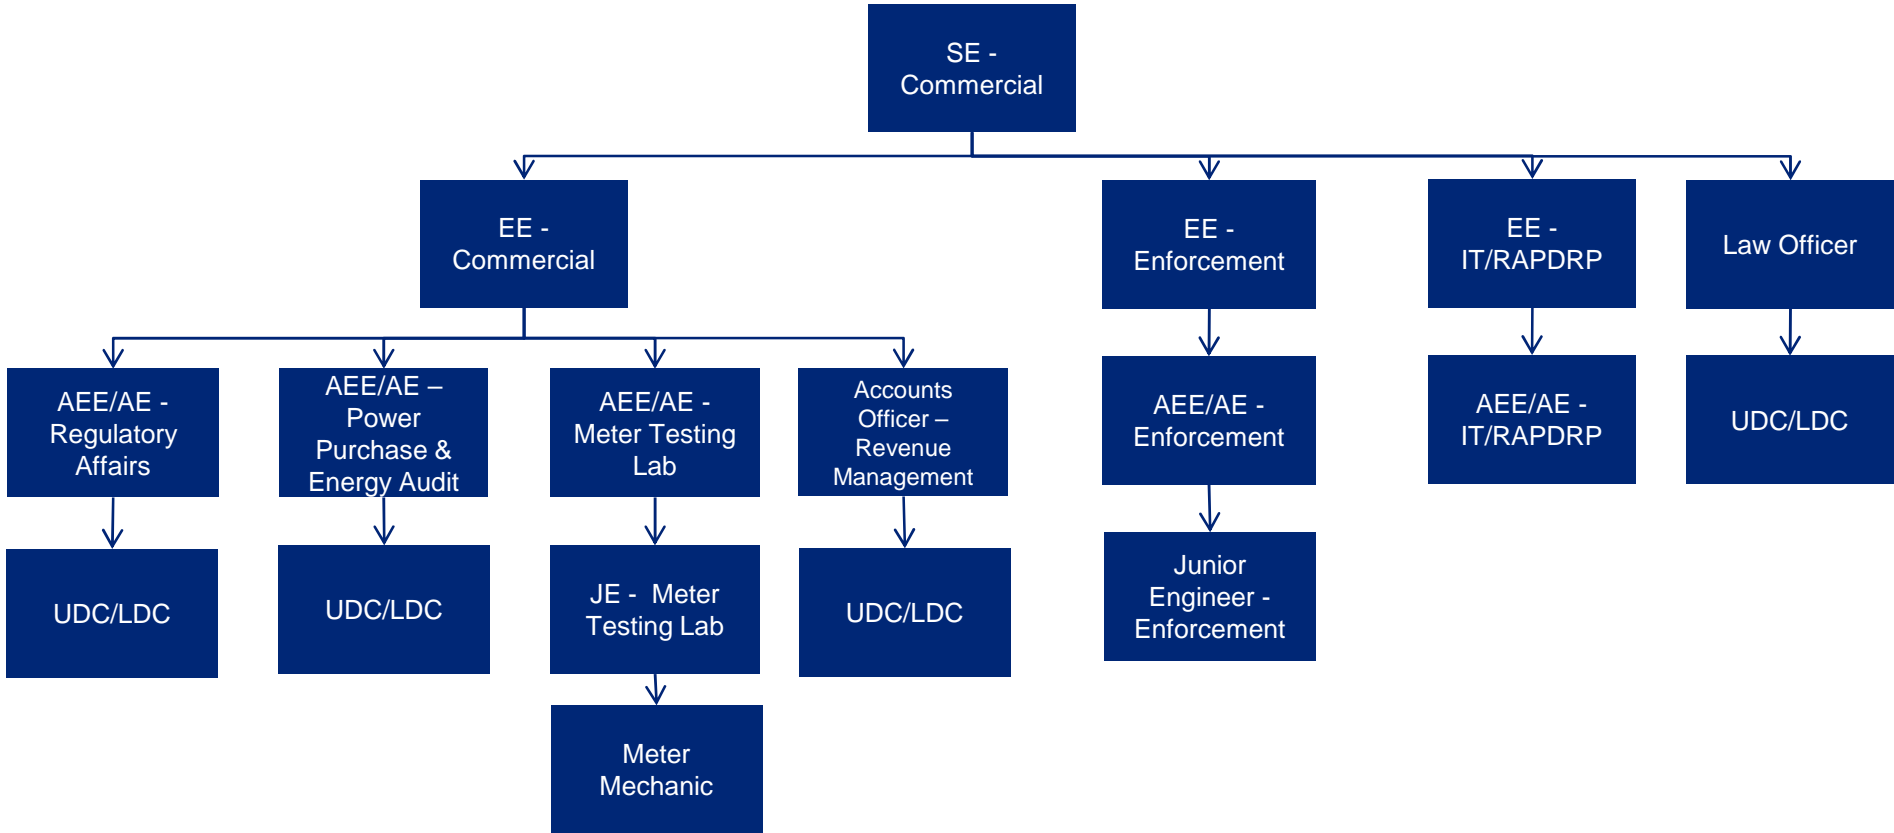 SE -
Commercial
EE -
Commercial
EE -
Enforcement
EE -
IT/RAPDRP
Law Officer
AEE/AE -
Regulatory
Affairs
AEE/AE –
Power
Purchase &
Energy Audit
AEE/AE -
Meter Testing
Lab
Accounts
Officer –
Revenue
Management
AEE/AE -
Enforcement
AEE/AE -
IT/RAPDRP
UDC/LDC
UDC/LDC
UDC/LDC
JE -  Meter
Testing Lab
UDC/LDC
Junior
Engineer -
Enforcement
Meter
Mechanic